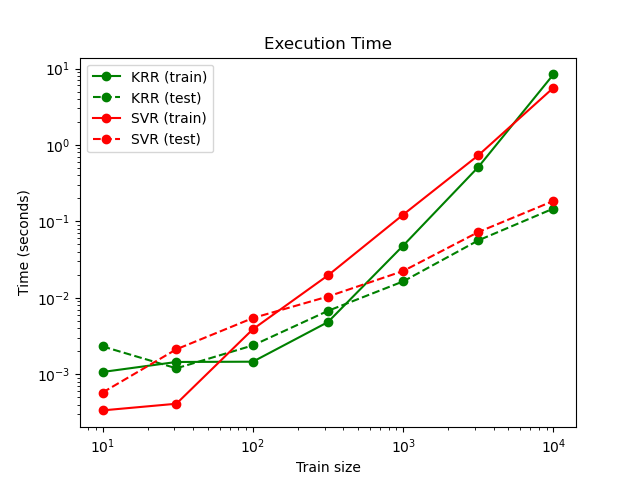 Execution Time
KRR (train)
KRR (test)
SVR (train)
SVR (test)
Time (seconds)
10¹
10⁰
10⁻¹
10⁻²
10⁻³
10¹ 10² 10³ 10⁴
Train size